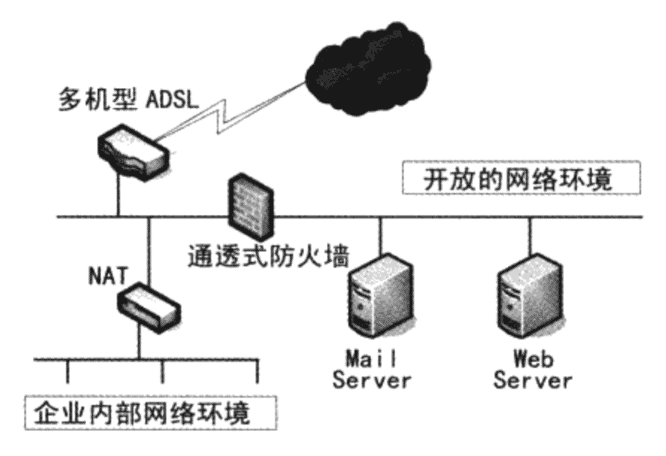 多机型 ADSL
开放的网络环境
通透式防火墙
NAT
Mail
Server
Web
Server
企业内部网络环境